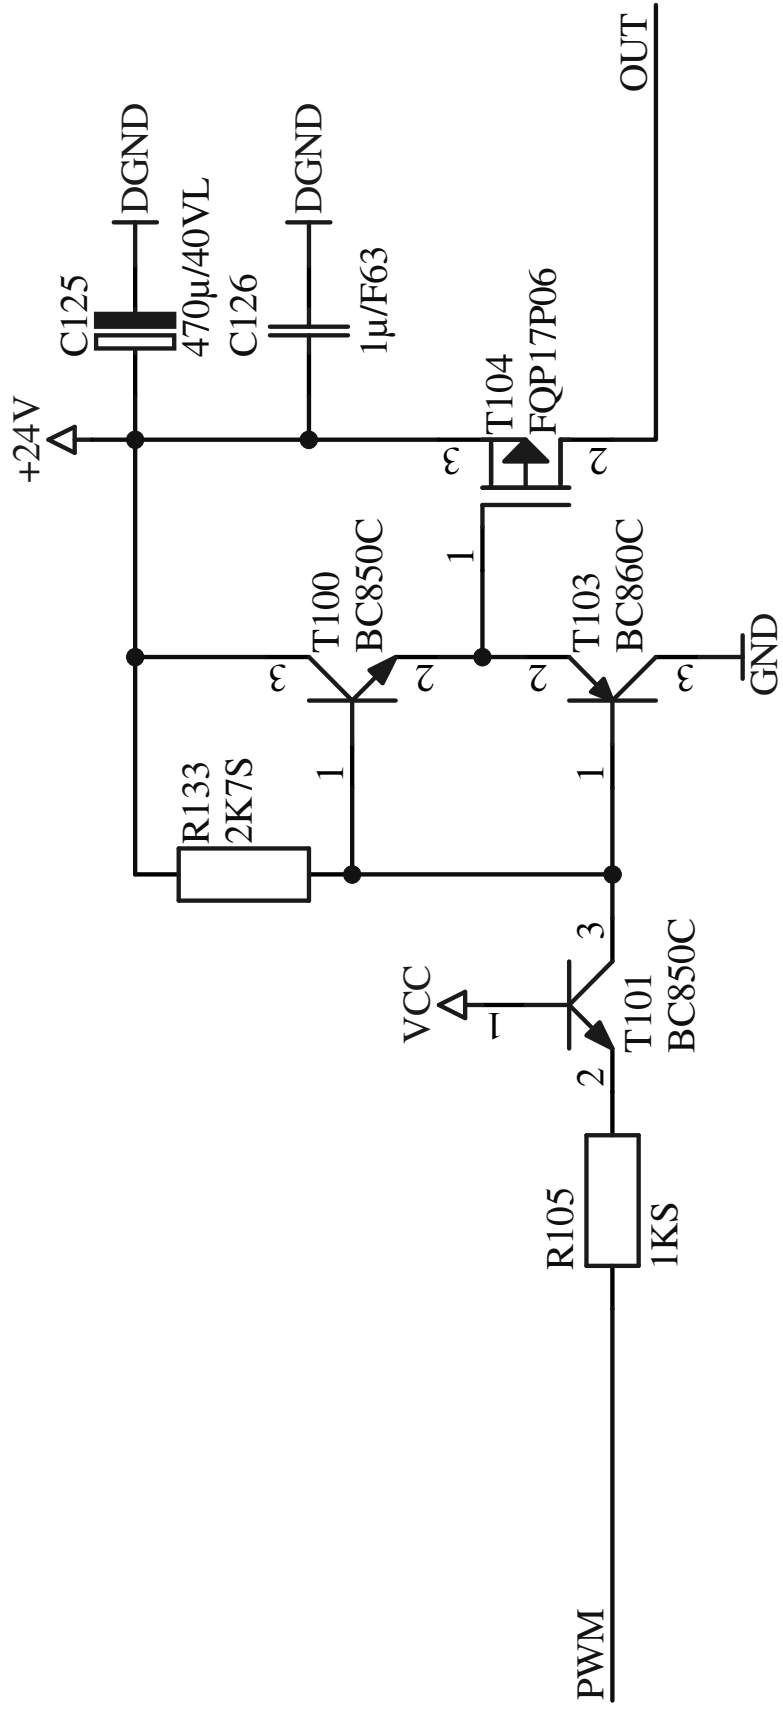 +24V
C125
470µ/40VL
DGND
C126
1µ/F63
DGND
R133
2K7S
3
T100
BC850C
1
2
3
T104
FQP17P06
1
2
OUT
VCC
1
3
T101
BC850C
2
2
T103
BC860C
1
3
GND
R105
1KS
PWM